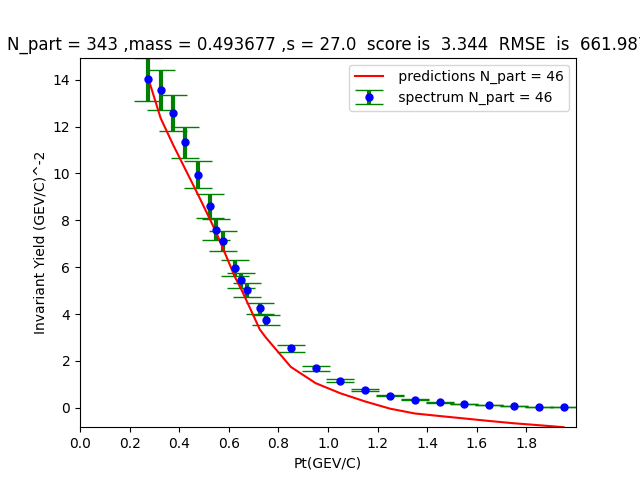 N_part = 343 ,mass = 0.493677 ,s = 27.0  score is  3.344  RMSE  is  661.987
predictions N_part = 46
spectrum N_part = 46
Invariant Yield (GEV/C)^-2
14
12
10
8
6
4
2
0
0.0 0.2 0.4 0.6 0.8 1.0 1.2 1.4 1.6 1.8
Pt(GEV/C)